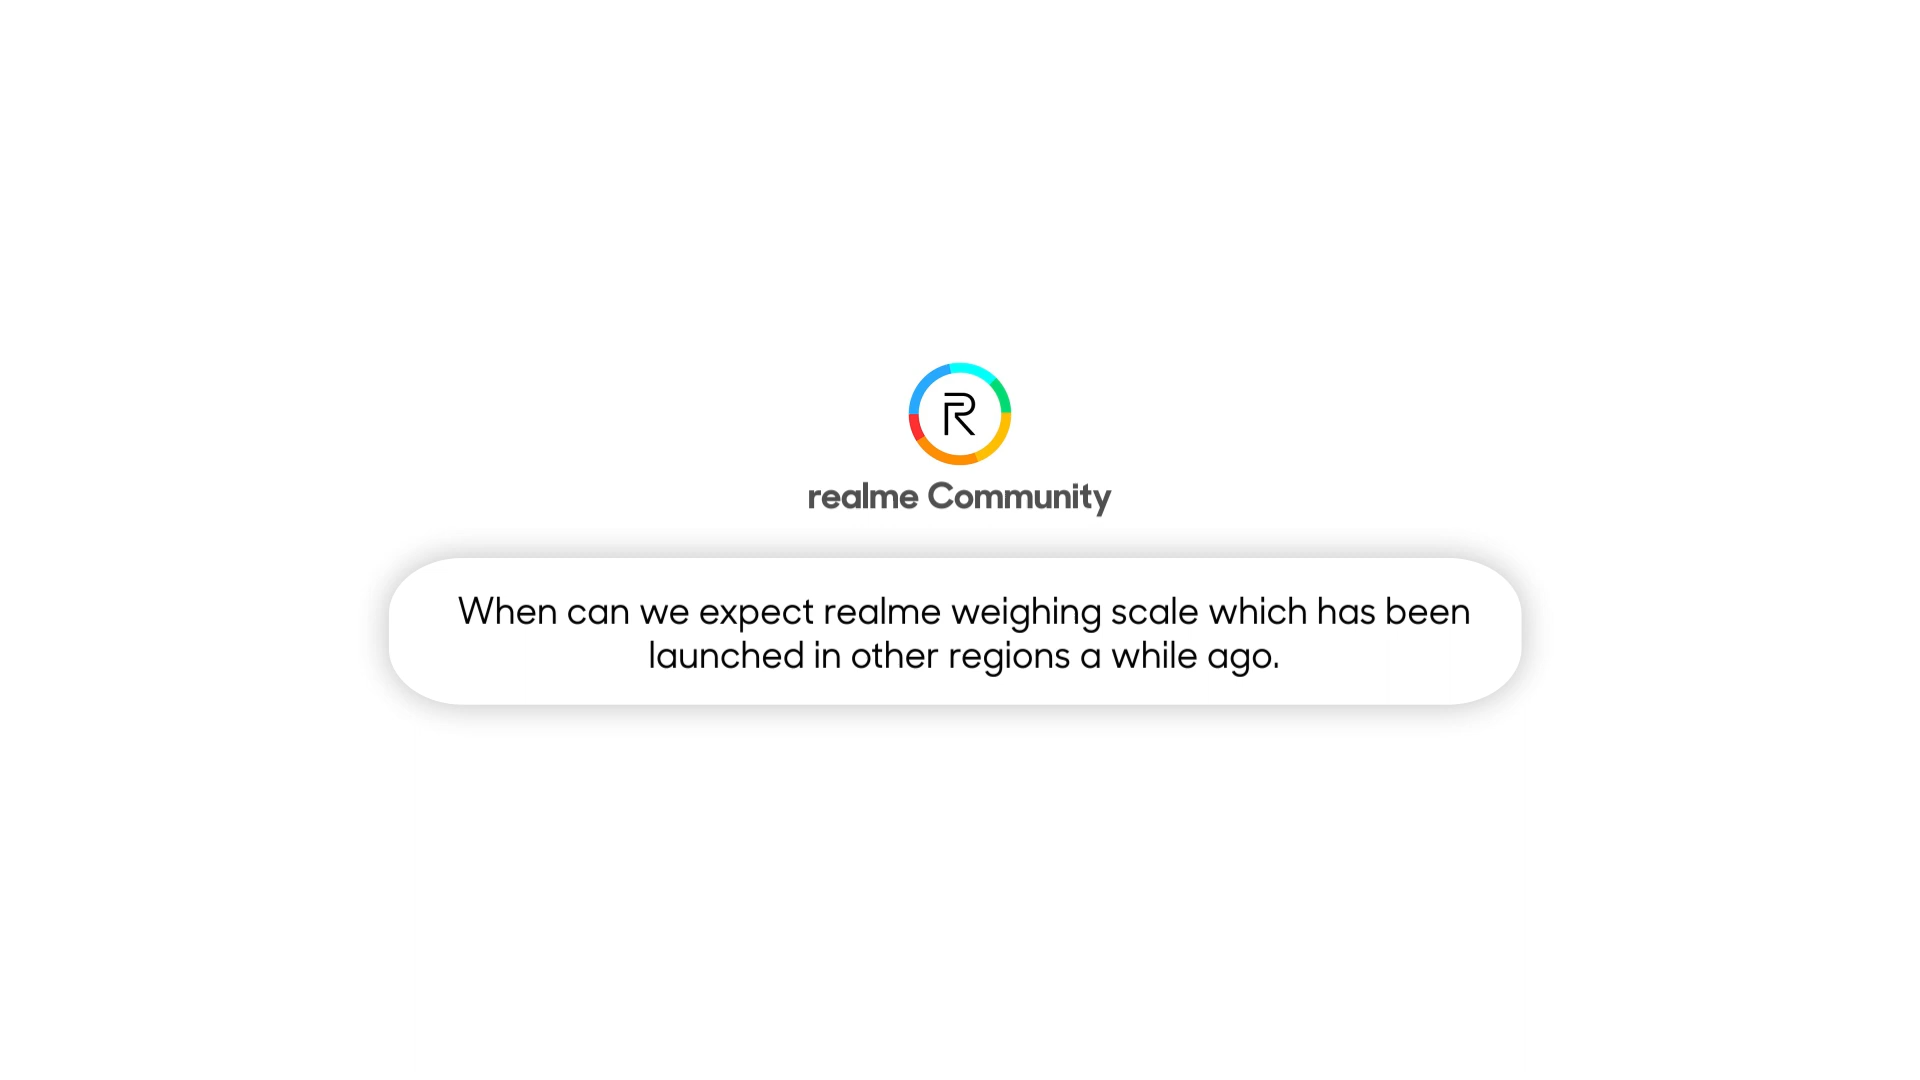 R
realme Community
When can we expect realme weighing scale which has been
launched in other regions a while ago.